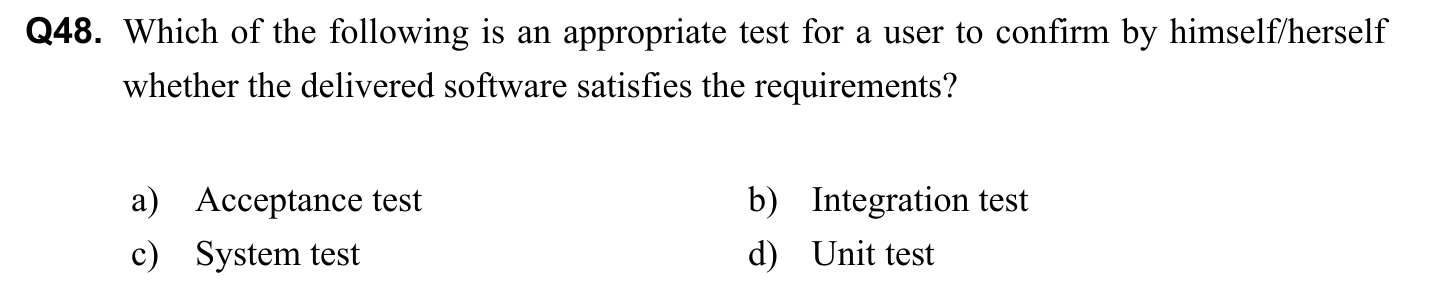 Q48. Which of the following is an appropriate test for a user to confirm by himself/herself
whether the delivered software satisfies the requirements?
a) Acceptance test b) Integration test
c) System test d) Unit test